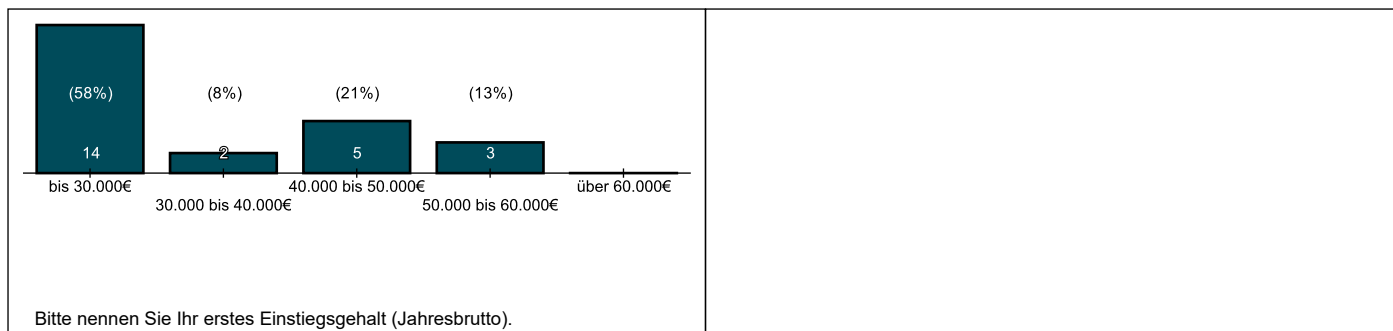 (58%) (8%) (21%) (13%)
14 2 5 3
bis 30.000€ 40.000 bis 50.000€ über 60.000€
30.000 bis 40.000€ 50.000 bis 60.000€
Bitte nennen Sie Ihr erstes Einstiegsgehalt (Jahresbrutto).